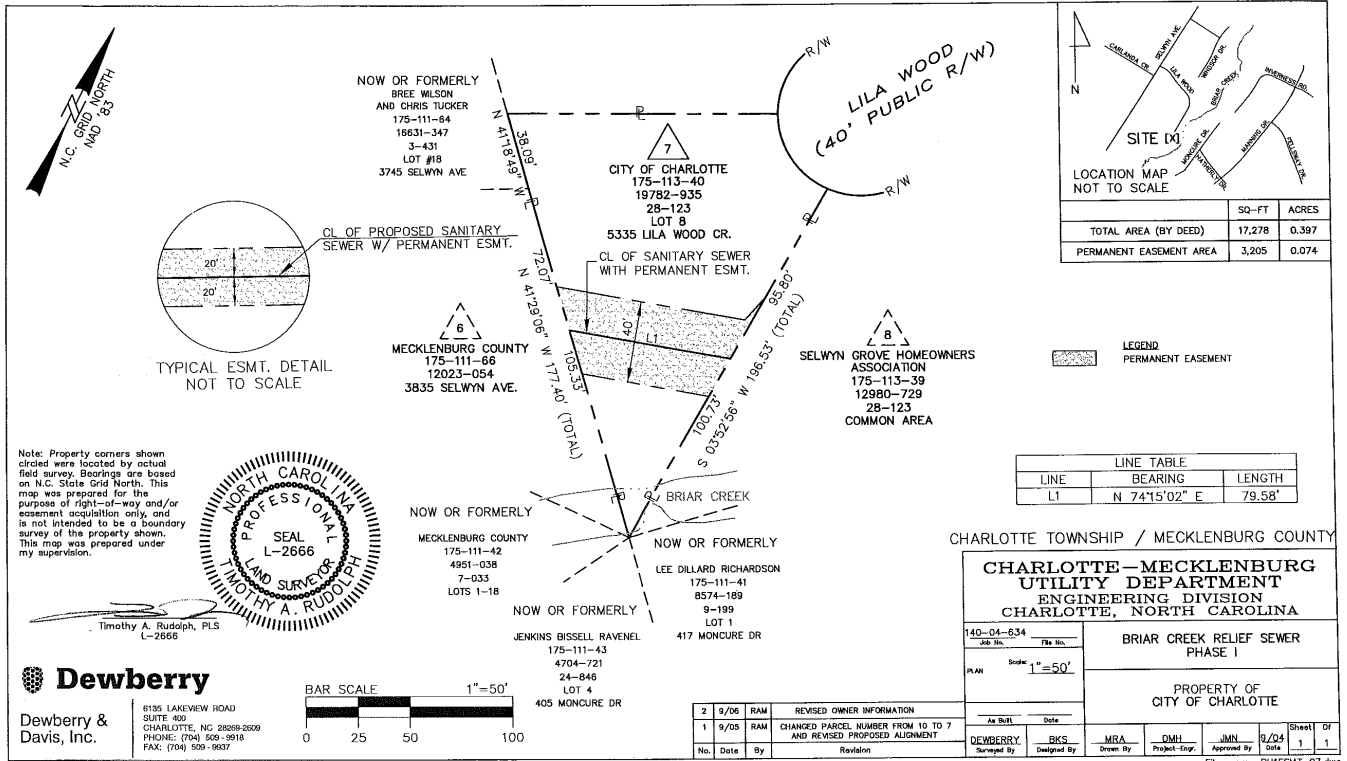 N.C. GRID NORTH
NAD '83
NOW OR FORMERLY
BREE WILSON
AND CHRIS TUCKER
175-111-64
16631-347
3-431
LOT #18
3745 SELWYN AVE
N 41°18'49" W
38.09'
PL
PL
R/W
LILA WOOD
(40' PUBLIC R/W)
R/W
PL
7
CITY OF CHARLOTTE
175-113-40
19782-935
28-123
LOT 8
5335 LILA WOOD CR.
CL OF SANITARY SEWER
WITH PERMANENT ESMT.
CL OF PROPOSED SANITARY
SEWER W/ PERMANENT ESMT.
20'
20'
TYPICAL ESMT. DETAIL
NOT TO SCALE
72.07'
N 41°29'06" W 177.40' (TOTAL)
105.33'
40'
L1
95.80'
S 03°52'56" W 196.53' (TOTAL)
100.73'
6
MECKLENBURG COUNTY
175-111-66
12023-054
3835 SELWYN AVE.
8
SELWYN GROVE HOMEOWNERS
ASSOCIATION
175-113-39
12980-729
28-123
COMMON AREA
SELWYN AVE.
CARLANDA CR.
LILA WOOD
WINDSOR DR.
BRIAR CREEK
INVERNESS RD.
MONCURE DR.
HATHERLY DR.
MANNING DR.
FELLSWAY DR.
N
SITE [X]
LOCATION MAP
NOT TO SCALE
SQ-FT ACRES
TOTAL AREA (BY DEED) 17,278 0.397
PERMANENT EASEMENT AREA 3,205 0.074
LEGEND
PERMANENT EASEMENT
LINE TABLE
LINE BEARING LENGTH
L1 N 74°15'02" E 79.58'
Note: Property corners shown
circled were located by actual
field survey. Bearings are based
on N.C. State Grid North. This
map was prepared for the
purpose of right-of-way and/or
easement acquisition only, and
is not intended to be a boundary
survey of the property shown.
This map was prepared under
my supervision.
NORTH CAROLINA
PROFESSIONAL
SEAL
L-2666
LAND SURVEYOR
TIMOTHY A. RUDOLPH
Timothy A. Rudolph, PLS
L-2666
PL
PL
BRIAR CREEK
NOW OR FORMERLY
MECKLENBURG COUNTY
175-111-42
4951-038
7-033
LOTS 1-18
NOW OR FORMERLY
LEE DILLARD RICHARDSON
175-111-41
8574-189
9-199
LOT 1
417 MONCURE DR
NOW OR FORMERLY
JENKINS BISSELL RAVENEL
175-111-43
4704-721
24-846
LOT 4
405 MONCURE DR
Dewberry
Dewberry &
Davis, Inc.
6135 LAKEVIEW ROAD
SUITE 400
CHARLOTTE, NC 28269-2609
PHONE: (704) 509-9918
FAX: (704) 509-9937
BAR SCALE 1"=50'
0 25 50 100
2 9/06 RAM REVISED OWNER INFORMATION
1 9/05 RAM CHANGED PARCEL NUMBER FROM 10 TO 7
AND REVISED PROPOSED ALIGNMENT
No. Date By Revision
CHARLOTTE TOWNSHIP / MECKLENBURG COUNTY
CHARLOTTE-MECKLENBURG
UTILITY DEPARTMENT
ENGINEERING DIVISION
CHARLOTTE, NORTH CAROLINA
140-04-634
Job No. File No.
PLAN Scale: 1"=50'
As Built Date
BRIAR CREEK RELIEF SEWER
PHASE I
PROPERTY OF
CITY OF CHARLOTTE
DEWBERRY BKS MRA DMH JMN 9/04 Sheet Of
Surveyed By Designed By Drawn By Project-Engr. Approved By Date 1 1